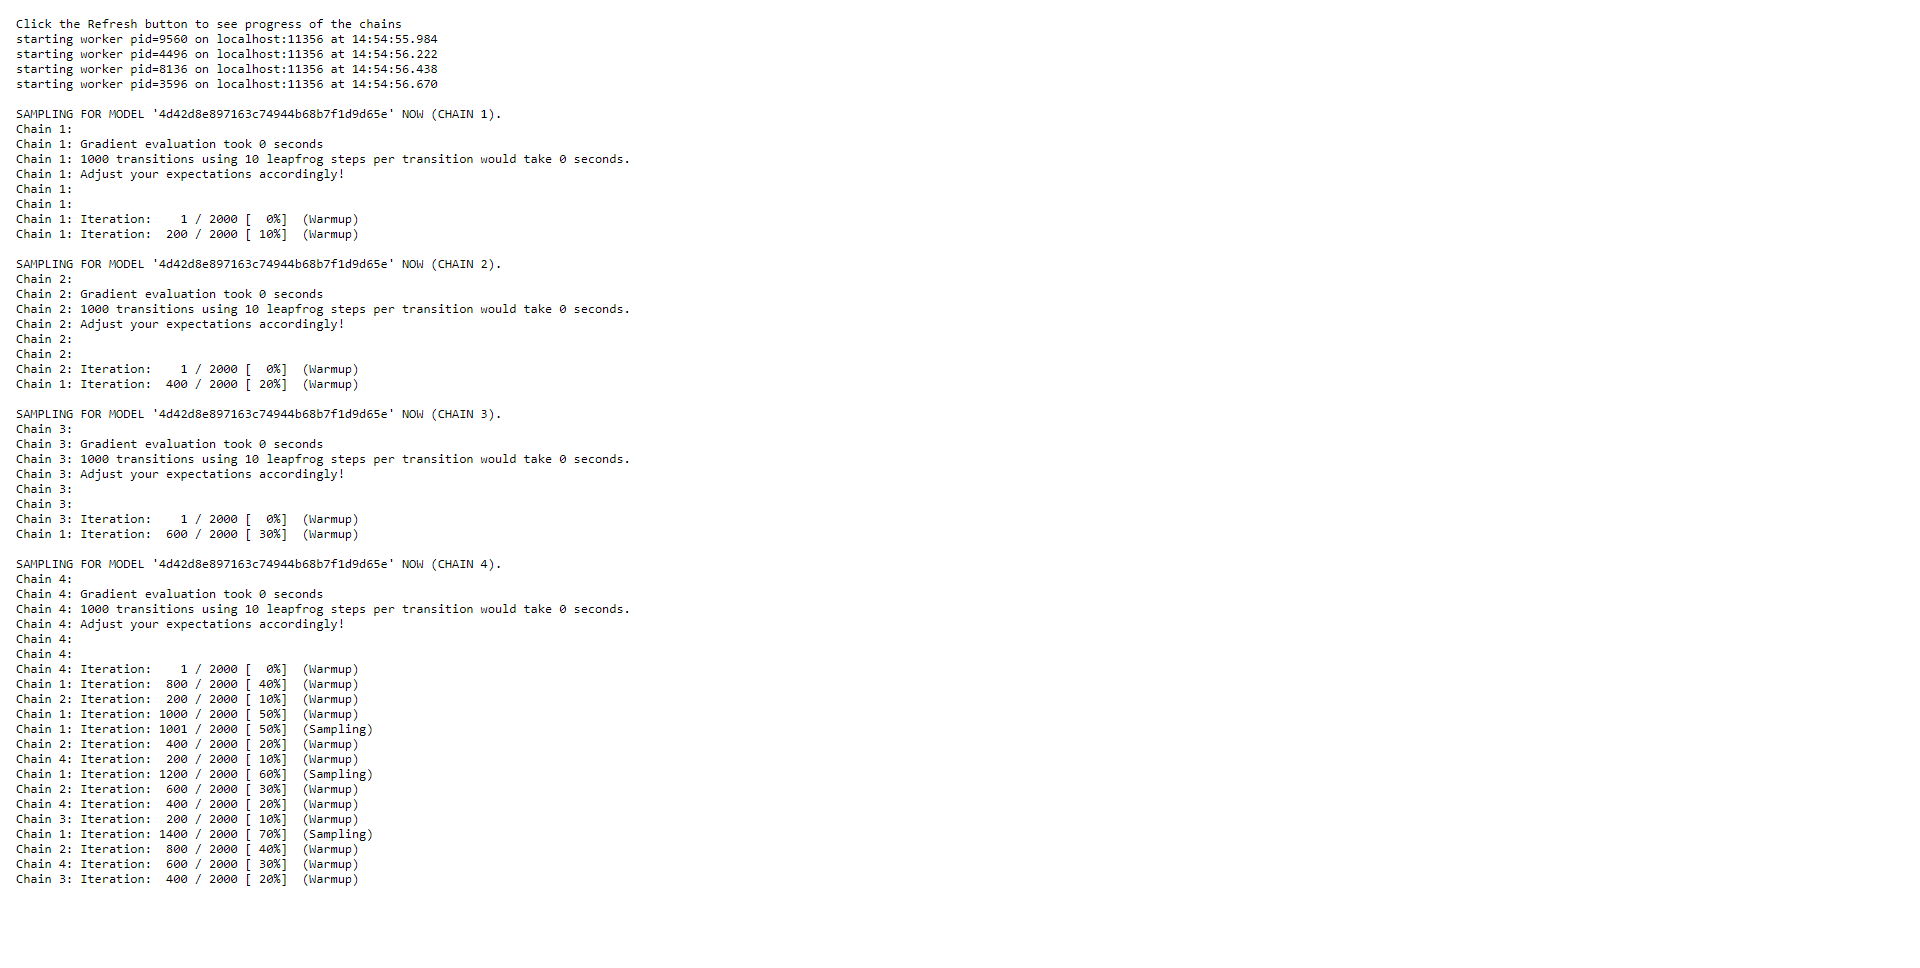 Click the Refresh button to see progress of the chains
starting worker pid=9560 on localhost:11356 at 14:54:55.984
starting worker pid=4496 on localhost:11356 at 14:54:56.222
starting worker pid=8136 on localhost:11356 at 14:54:56.438
starting worker pid=3596 on localhost:11356 at 14:54:56.670

SAMPLING FOR MODEL '4d42d8e897163c74944b68b7f1d9d65e' NOW (CHAIN 1).
Chain 1:
Chain 1: Gradient evaluation took 0 seconds
Chain 1: 1000 transitions using 10 leapfrog steps per transition would take 0 seconds.
Chain 1: Adjust your expectations accordingly!
Chain 1:
Chain 1:
Chain 1: Iteration:    1 / 2000 [  0%]  (Warmup)
Chain 1: Iteration:  200 / 2000 [ 10%]  (Warmup)

SAMPLING FOR MODEL '4d42d8e897163c74944b68b7f1d9d65e' NOW (CHAIN 2).
Chain 2:
Chain 2: Gradient evaluation took 0 seconds
Chain 2: 1000 transitions using 10 leapfrog steps per transition would take 0 seconds.
Chain 2: Adjust your expectations accordingly!
Chain 2:
Chain 2:
Chain 2: Iteration:    1 / 2000 [  0%]  (Warmup)
Chain 1: Iteration:  400 / 2000 [ 20%]  (Warmup)

SAMPLING FOR MODEL '4d42d8e897163c74944b68b7f1d9d65e' NOW (CHAIN 3).
Chain 3:
Chain 3: Gradient evaluation took 0 seconds
Chain 3: 1000 transitions using 10 leapfrog steps per transition would take 0 seconds.
Chain 3: Adjust your expectations accordingly!
Chain 3:
Chain 3:
Chain 3: Iteration:    1 / 2000 [  0%]  (Warmup)
Chain 1: Iteration:  600 / 2000 [ 30%]  (Warmup)

SAMPLING FOR MODEL '4d42d8e897163c74944b68b7f1d9d65e' NOW (CHAIN 4).
Chain 4:
Chain 4: Gradient evaluation took 0 seconds
Chain 4: 1000 transitions using 10 leapfrog steps per transition would take 0 seconds.
Chain 4: Adjust your expectations accordingly!
Chain 4:
Chain 4:
Chain 4: Iteration:    1 / 2000 [  0%]  (Warmup)
Chain 1: Iteration:  800 / 2000 [ 40%]  (Warmup)
Chain 2: Iteration:  200 / 2000 [ 10%]  (Warmup)
Chain 1: Iteration: 1000 / 2000 [ 50%]  (Warmup)
Chain 1: Iteration: 1001 / 2000 [ 50%]  (Sampling)
Chain 2: Iteration:  400 / 2000 [ 20%]  (Warmup)
Chain 4: Iteration:  200 / 2000 [ 10%]  (Warmup)
Chain 1: Iteration: 1200 / 2000 [ 60%]  (Sampling)
Chain 2: Iteration:  600 / 2000 [ 30%]  (Warmup)
Chain 4: Iteration:  400 / 2000 [ 20%]  (Warmup)
Chain 3: Iteration:  200 / 2000 [ 10%]  (Warmup)
Chain 1: Iteration: 1400 / 2000 [ 70%]  (Sampling)
Chain 2: Iteration:  800 / 2000 [ 40%]  (Warmup)
Chain 4: Iteration:  600 / 2000 [ 30%]  (Warmup)
Chain 3: Iteration:  400 / 2000 [ 20%]  (Warmup)